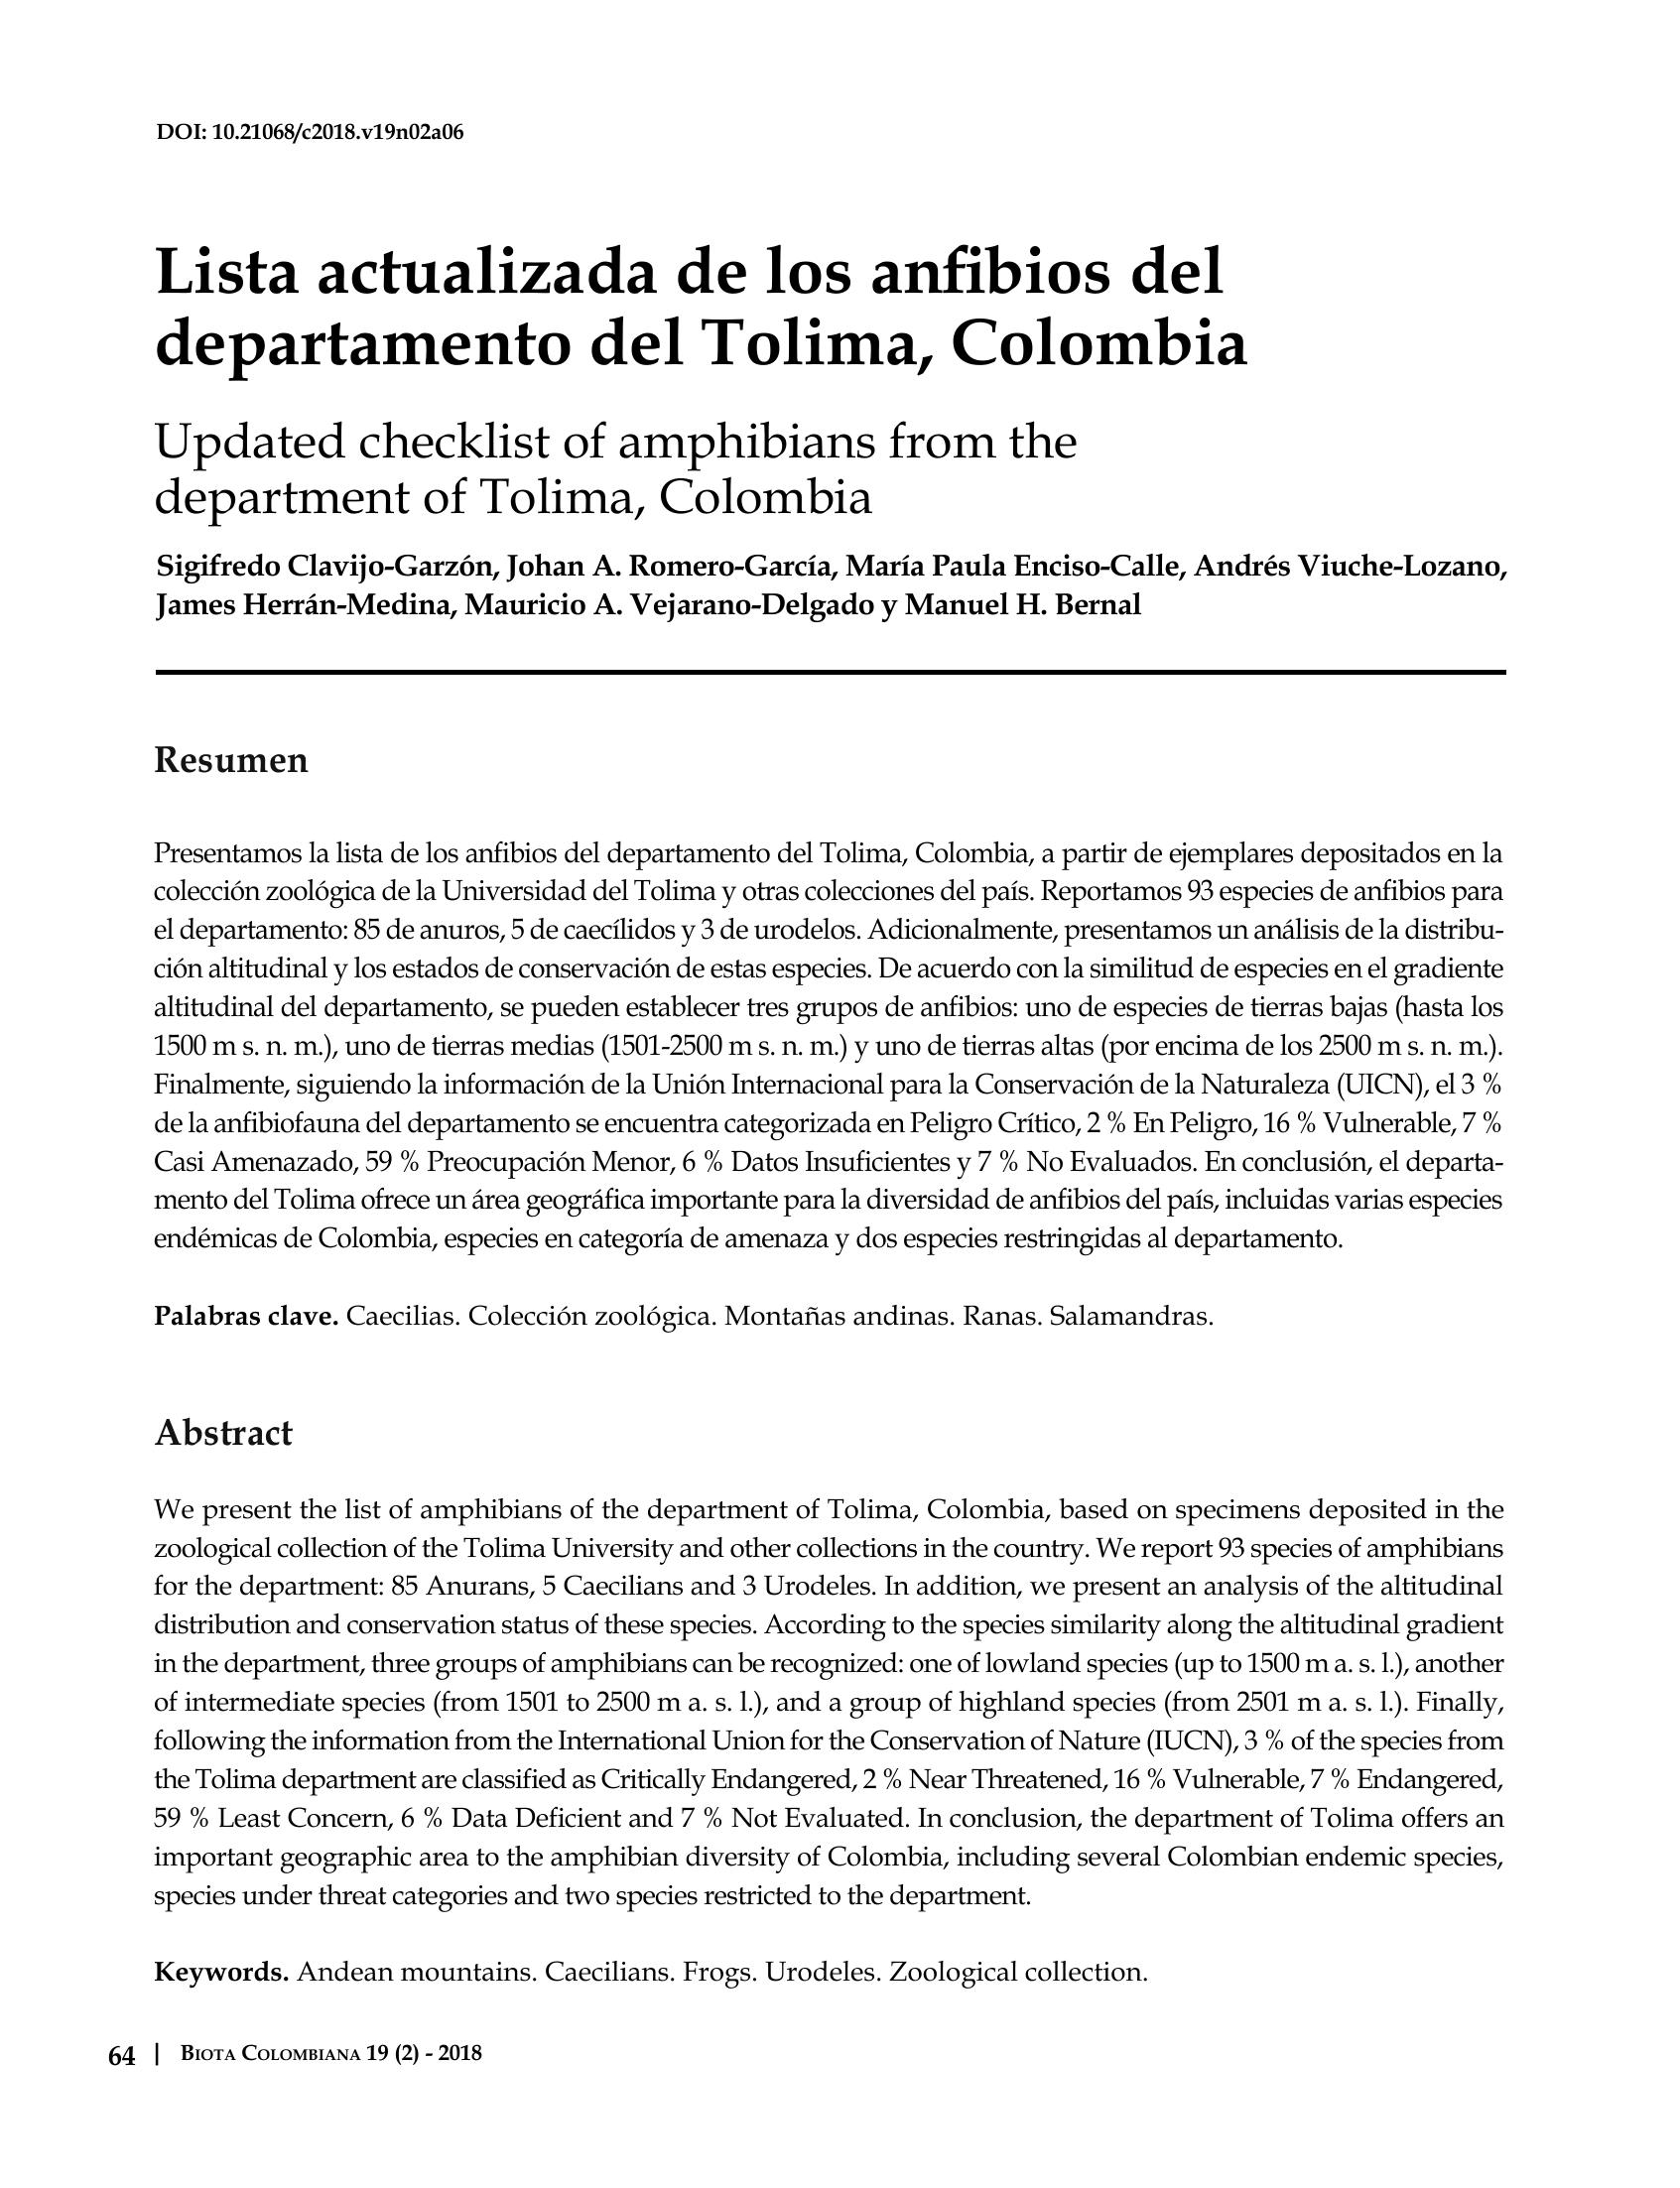 DOI: 10.21068/c2018.v19n02a06
Lista actualizada de los anfibios del
departamento del Tolima, Colombia
Updated checklist of amphibians from the
department of Tolima, Colombia
Sigifredo Clavijo-Garzón, Johan A. Romero-García, María Paula Enciso-Calle, Andrés Viuche-Lozano,
James Herrán-Medina, Mauricio A. Vejarano-Delgado y Manuel H. Bernal
Resumen
Presentamos la lista de los anfibios del departamento del Tolima, Colombia, a partir de ejemplares depositados en la
colección zoológica de la Universidad del Tolima y otras colecciones del país. Reportamos 93 especies de anfibios para
el departamento: 85 de anuros, 5 de caecílidos y 3 de urodelos. Adicionalmente, presentamos un análisis de la distribu-
ción altitudinal y los estados de conservación de estas especies. De acuerdo con la similitud de especies en el gradiente
altitudinal del departamento, se pueden establecer tres grupos de anfibios: uno de especies de tierras bajas (hasta los
1500 m s. n. m.), uno de tierras medias (1501-2500 m s. n. m.) y uno de tierras altas (por encima de los 2500 m s. n. m.).
Finalmente, siguiendo la información de la Unión Internacional para la Conservación de la Naturaleza (UICN), el 3 %
de la anfibiofauna del departamento se encuentra categorizada en Peligro Crítico, 2 % En Peligro, 16 % Vulnerable, 7 %
Casi Amenazado, 59 % Preocupación Menor, 6 % Datos Insuficientes y 7 % No Evaluados. En conclusión, el departa-
mento del Tolima ofrece un área geográfica importante para la diversidad de anfibios del país, incluidas varias especies
endémicas de Colombia, especies en categoría de amenaza y dos especies restringidas al departamento.
Palabras clave. Caecilias. Colección zoológica. Montañas andinas. Ranas. Salamandras.
Abstract
We present the list of amphibians of the department of Tolima, Colombia, based on specimens deposited in the
zoological collection of the Tolima University and other collections in the country. We report 93 species of amphibians
for the department: 85 Anurans, 5 Caecilians and 3 Urodeles. In addition, we present an analysis of the altitudinal
distribution and conservation status of these species. According to the species similarity along the altitudinal gradient
in the department, three groups of amphibians can be recognized: one of lowland species (up to 1500 m a. s. l.), another
of intermediate species (from 1501 to 2500 m a. s. l.), and a group of highland species (from 2501 m a. s. l.). Finally,
following the information from the International Union for the Conservation of Nature (IUCN), 3 % of the species from
the Tolima department are classified as Critically Endangered, 2 % Near Threatened, 16 % Vulnerable, 7 % Endangered,
59 % Least Concern, 6 % Data Deficient and 7 % Not Evaluated. In conclusion, the department of Tolima offers an
important geographic area to the amphibian diversity of Colombia, including several Colombian endemic species,
species under threat categories and two species restricted to the department.
Keywords. Andean mountains. Caecilians. Frogs. Urodeles. Zoological collection.
64 | Biota Colombiana 19 (2) - 2018